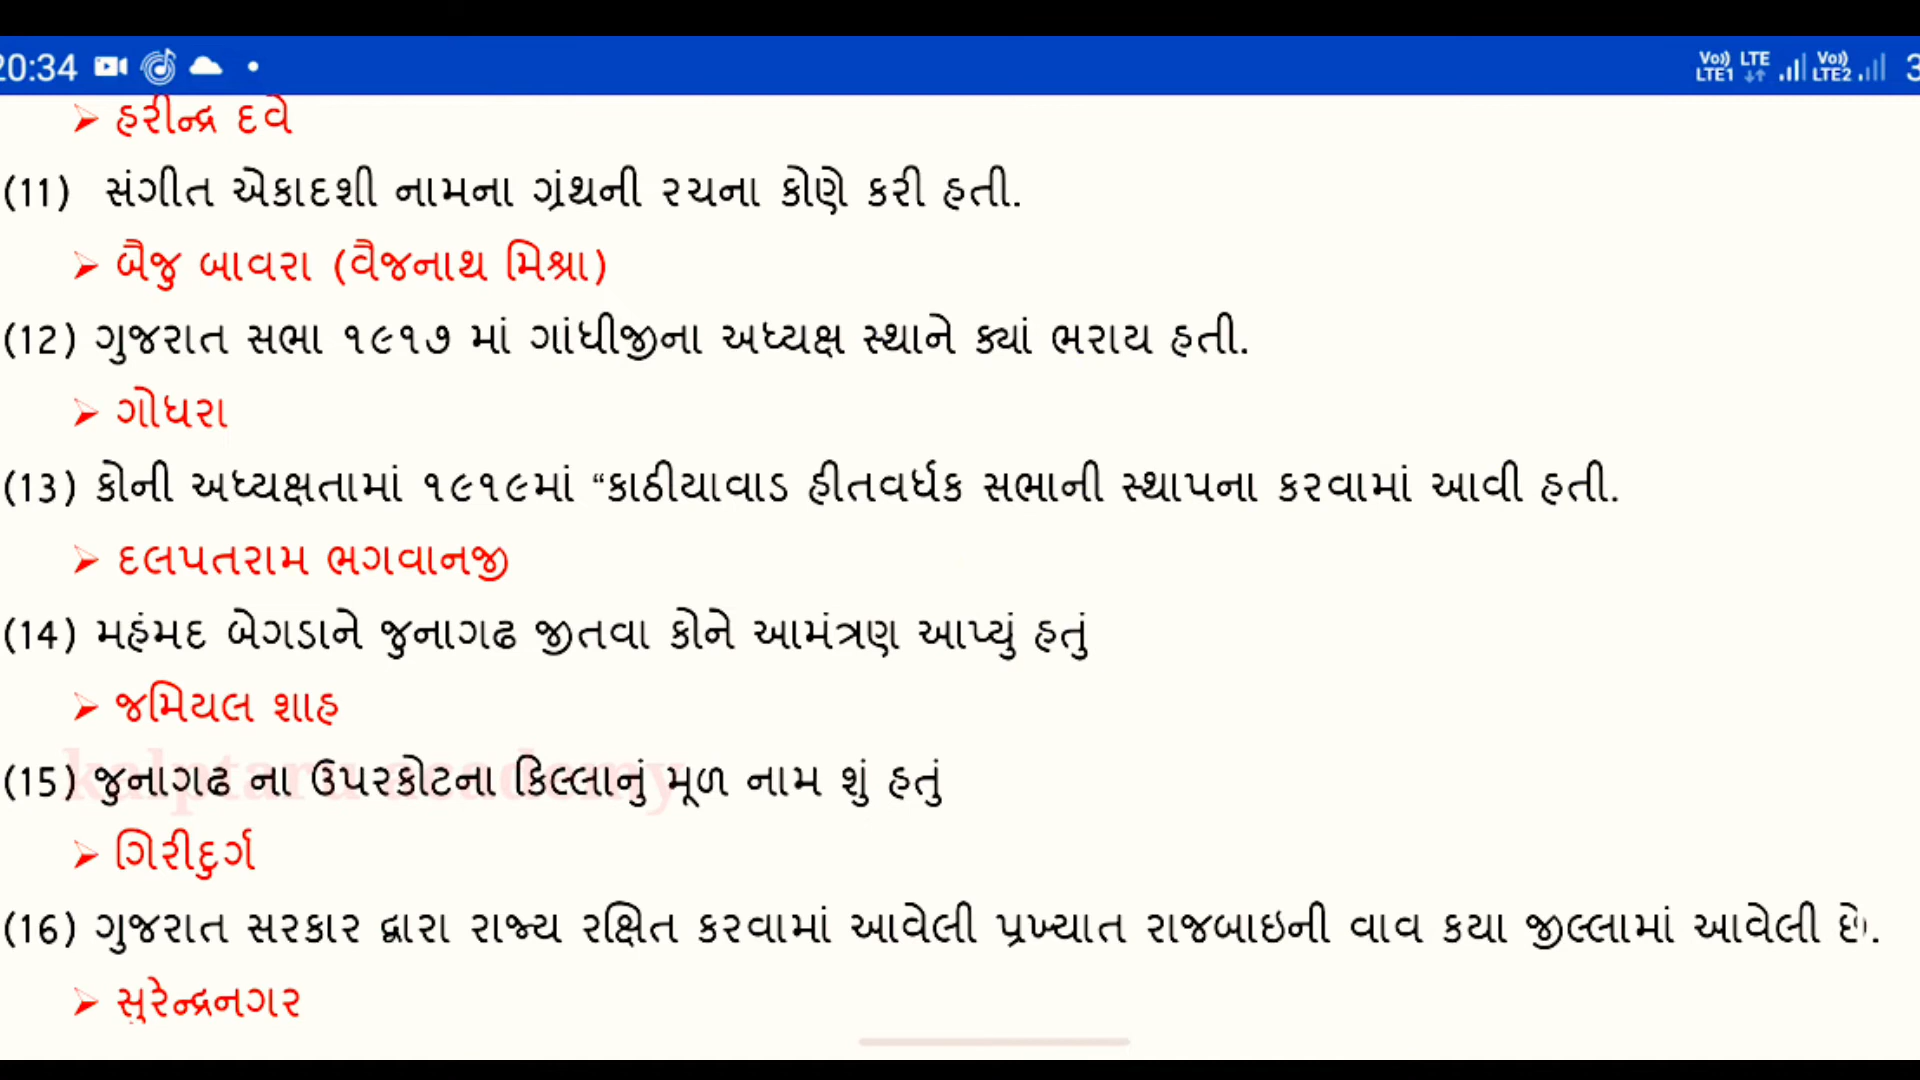 20:34 Vo) LTE LTE1 Vo) LTE2 3
➢ હરીન્દ્ર દવે
(11) સંગીત એકાદશી નામના ગ્રંથની રચના કોણે કરી હતી.
➢ બૈજુ બાવરા (વૈજનાથ મિશ્રા)
(12) ગુજરાત સભા ૧૯૧૭ માં ગાંધીજીના અધ્યક્ષ સ્થાને ક્યાં ભરાય હતી.
➢ ગોધરા
(13) કોની અધ્યક્ષતામાં ૧૯૧૯માં “કાઠીયાવાડ હીતવર્ધક સભાની સ્થાપના કરવામાં આવી હતી.
➢ દલપતરામ ભગવાનજી
(14) મહંમદ બેગડાને જુનાગઢ જીતવા કોને આમંત્રણ આપ્યું હતું
➢ જમિયલ શાહ
kalptaru academy
(15) જુનાગઢ ના ઉપરકોટના કિલ્લાનું મૂળ નામ શું હતું
➢ ગિરીદુર્ગ
(16) ગુજરાત સરકાર દ્વારા રાજ્ય રક્ષિત કરવામાં આવેલી પ્રખ્યાત રાજબાઇની વાવ કયા જીલ્લામાં આવેલી છે.
➢ સુરેન્દ્રનગર